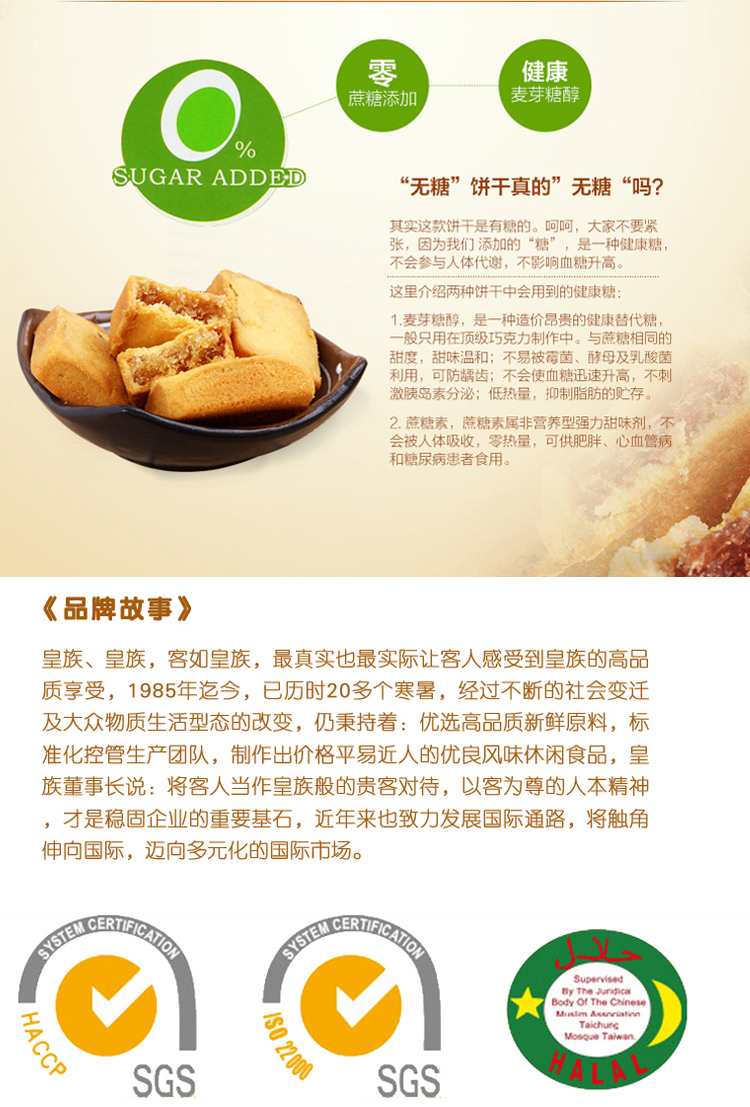 零
蔗糖添加
健康
麦芽糖醇
0%
SUGAR ADDED
“无糖”饼干真的”无糖“吗?
其实这款饼干是有糖的。呵呵，大家不要紧
张，因为我们 添加的“糖”，是一种健康糖，
不会参与人体代谢，不影响血糖升高。
这里介绍两种饼干中会用到的健康糖：
1.麦芽糖醇，是一种造价昂贵的健康替代糖，
一般只用在顶级巧克力制作中。与蔗糖相同的
甜度，甜味温和；不易被霉菌、酵母及乳酸菌
利用，可防龋齿；不会使血糖迅速升高，不刺
激胰岛素分泌；低热量，抑制脂肪的贮存。
2. 蔗糖素，蔗糖素属非营养型强力甜味剂，不
会被人体吸收，零热量，可供肥胖、心血管病
和糖尿病患者食用。
《品牌故事》
皇族、皇族，客如皇族，最真实也最实际让客人感受到皇族的高品
质享受，1985年迄今，已历时20多个寒暑，经过不断的社会变迁
及大众物质生活型态的改变，仍秉持着：优选高品质新鲜原料，标
准化控管生产团队，制作出价格平易近人的优良风味休闲食品，皇
族董事长说：将客人当作皇族般的贵客对待，以客为尊的人本精神
，才是稳固企业的重要基石，近年来也致力发展国际通路，将触角
伸向国际，迈向多元化的国际市场。
SYSTEM CERTIFICATION
HACCP
SGS
SYSTEM CERTIFICATION
ISO 22000
SGS
حلال
Supervised
By The Juridica
Body Of The Chinese
Muslim Association
Taichung
Mosque Taiwan.
HALAL